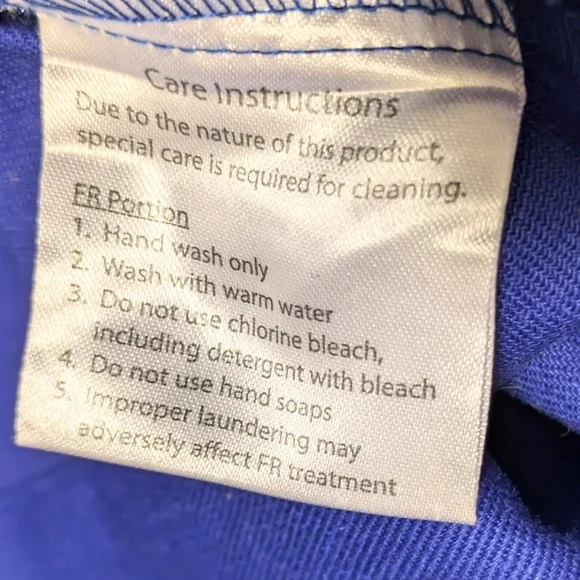 Care Instructions
Due to the nature of this product,
special care is required for cleaning.
FR Portion
1. Hand wash only
2. Wash with warm water
3. Do not use chlorine bleach,
including detergent with bleach
4. Do not use hand soaps
5. Improper laundering may
adversely affect FR treatment